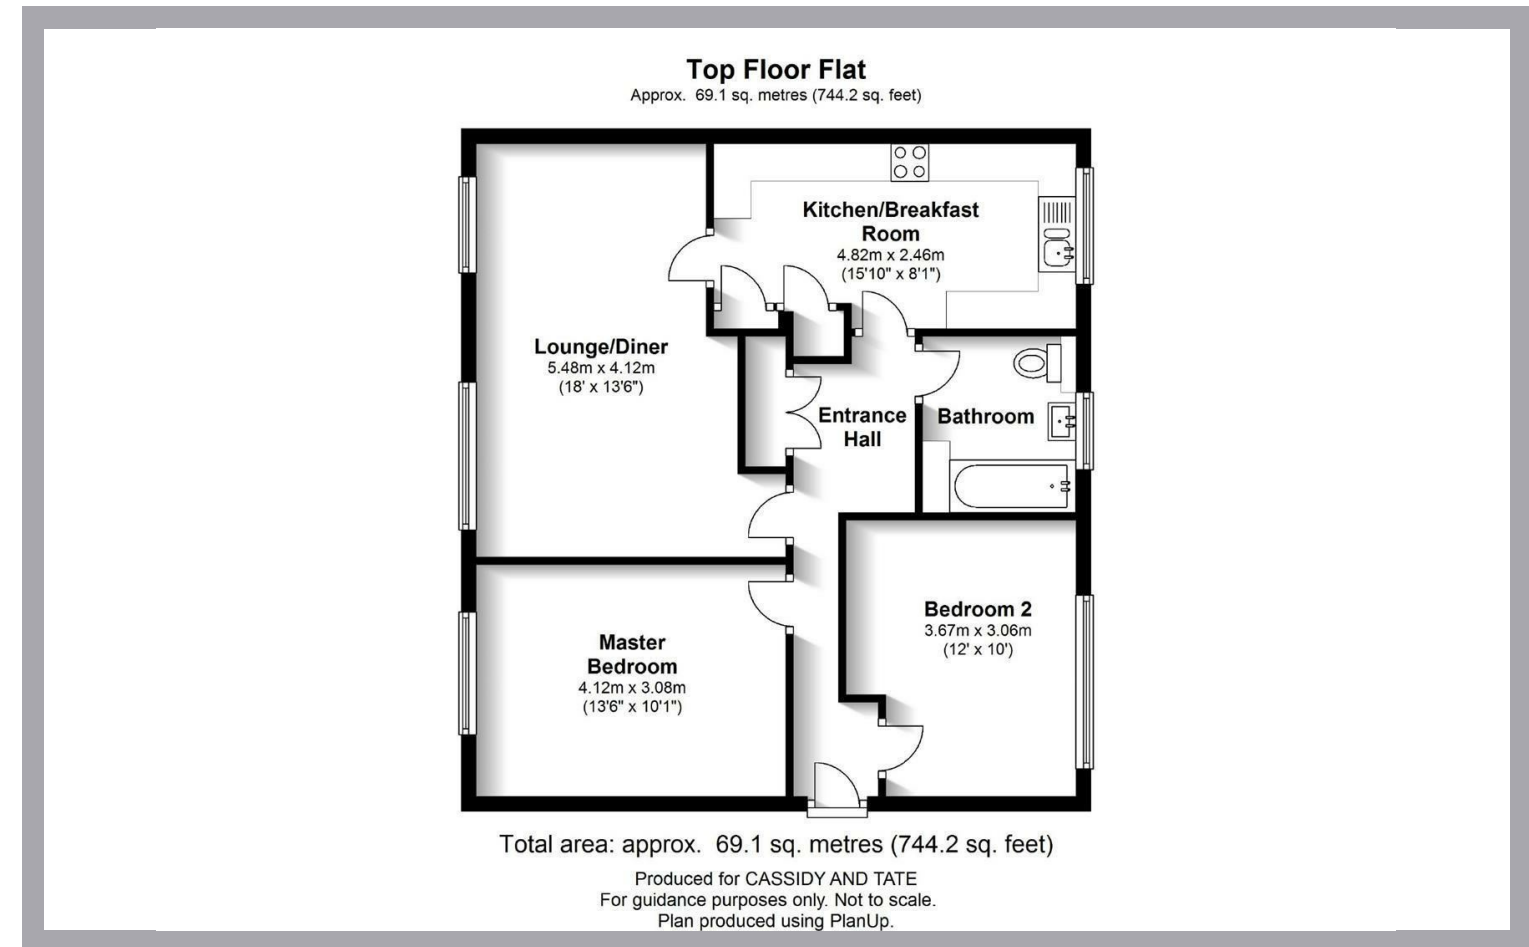 Top Floor Flat
Approx. 69.1 sq. metres (744.2 sq. feet)
Kitchen/Breakfast
Room
4.82m x 2.46m
(15'10" x 8'1")
Lounge/Diner
5.48m x 4.12m
(18' x 13'6")
Entrance
Hall
Bathroom
Bedroom 2
3.67m x 3.06m
(12' x 10')
Master
Bedroom
4.12m x 3.08m
(13'6" x 10'1")
Total area: approx. 69.1 sq. metres (744.2 sq. feet)
Produced for CASSIDY AND TATE
For guidance purposes only. Not to scale.
Plan produced using PlanUp.